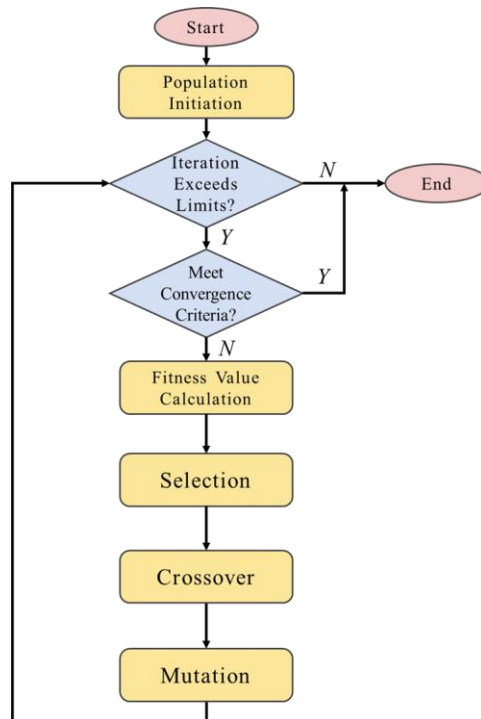 Start
Population
Initiation
Iteration
Exceeds
Limits?
N
End
Y
Meet
Convergence
Criteria?
Y
N
Fitness Value
Calculation
Selection
Crossover
Mutation